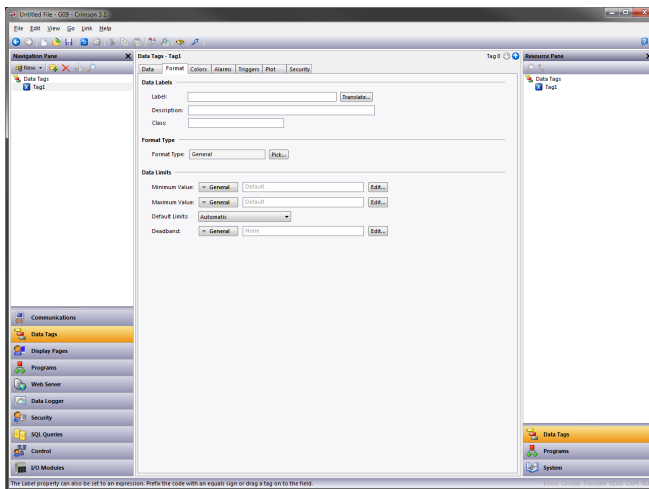 Untitled File - G09 - Crimson 3.1
File Edit View Go Link Help
Navigation Pane
New
Data Tags
Tag1
Communications
Data Tags
Display Pages
Programs
Web Server
Data Logger
Security
SQL Queries
Control
I/O Modules
Data Tags - Tag1
Tag 0
Data Format Colors Alarms Triggers Plot Security
Data Labels
Label: Translate...
Description:
Class:
Format Type
Format Type: General Pick...
Data Limits
Minimum Value: General Default Edit...
Maximum Value: General Default Edit...
Default Limits: Automatic
Deadband: General None Edit...
Resource Pane
Data Tags
Tag1
Data Tags
Programs
System
The Label property can also be set to an expression. Prefix the code with an equals sign or drag a tag on to the field.
Errors Circular Translate READ CAPS